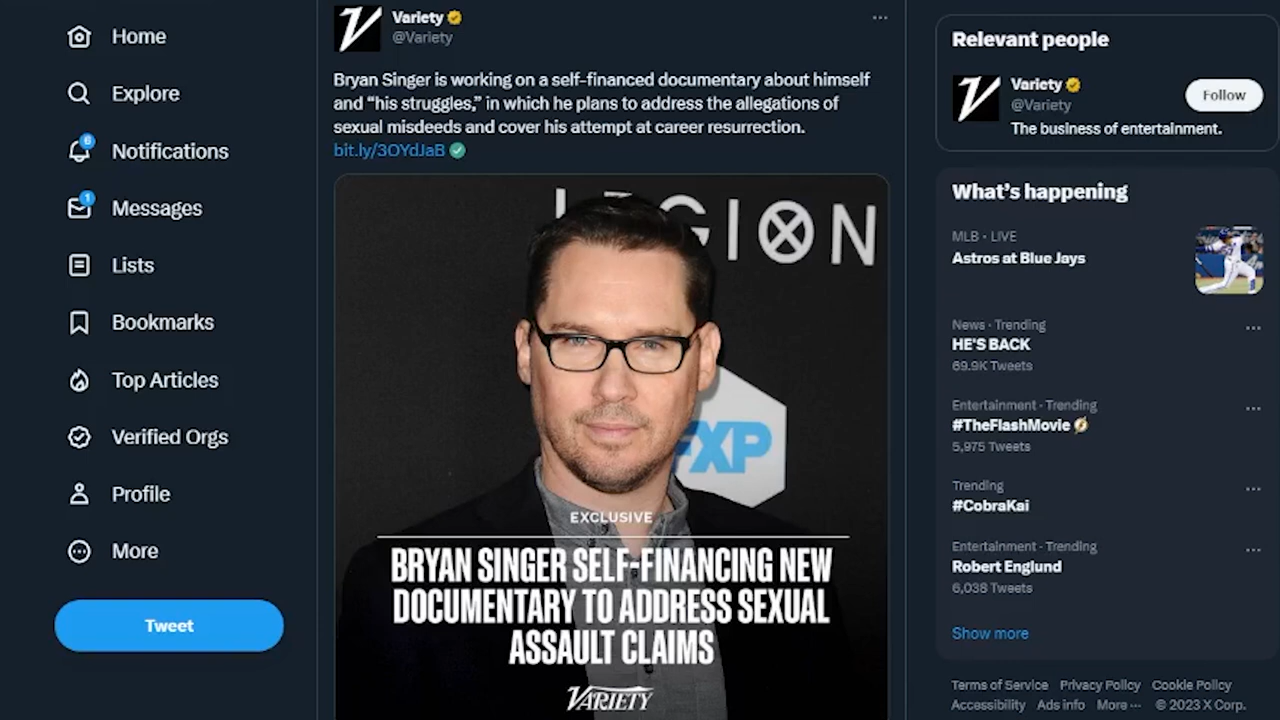 Home
Explore
6
Notifications
1
Messages
Lists
Bookmarks
Top Articles
Verified Orgs
Profile
More
Tweet
Variety
@Variety
Bryan Singer is working on a self-financed documentary about himself
and “his struggles,” in which he plans to address the allegations of
sexual misdeeds and cover his attempt at career resurrection.
bit.ly/3OYdJaB
LEGION
FXP
EXCLUSIVE
BRYAN SINGER SELF-FINANCING NEW
DOCUMENTARY TO ADDRESS SEXUAL
ASSAULT CLAIMS
VARIETY
Relevant people
Variety
@Variety
Follow
The business of entertainment.
What’s happening
MLB · LIVE
Astros at Blue Jays
News · Trending
HE'S BACK
69.9K Tweets
Entertainment · Trending
#TheFlashMovie
5,975 Tweets
Trending
#CobraKai
Entertainment · Trending
Robert Englund
6,038 Tweets
Show more
Terms of Service Privacy Policy Cookie Policy
Accessibility Ads info More ··· © 2023 X Corp.